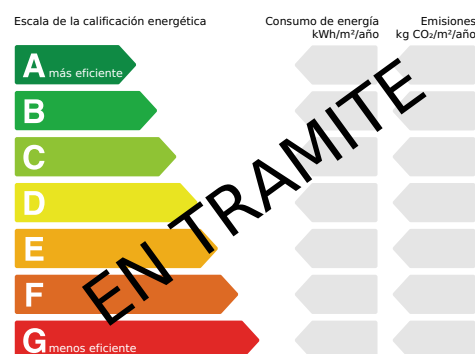 Escala de la calificación energética
Consumo de energía
kWh/m²/año
Emisiones
kg CO₂/m²/año
A más eficiente
B
C
D
E
F
G menos eficiente
EN TRAMITE